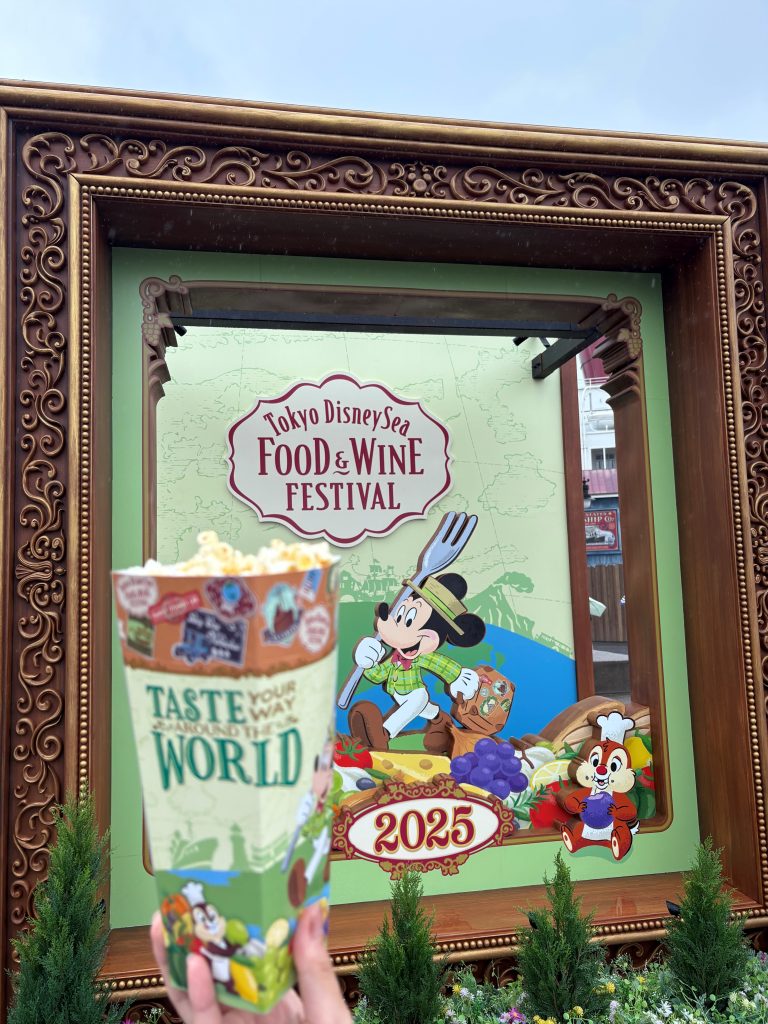 Tokyo DisneySea
FOOD & WINE
FESTIVAL
2025
TASTE YOUR
WAY
AROUND THE
WORLD